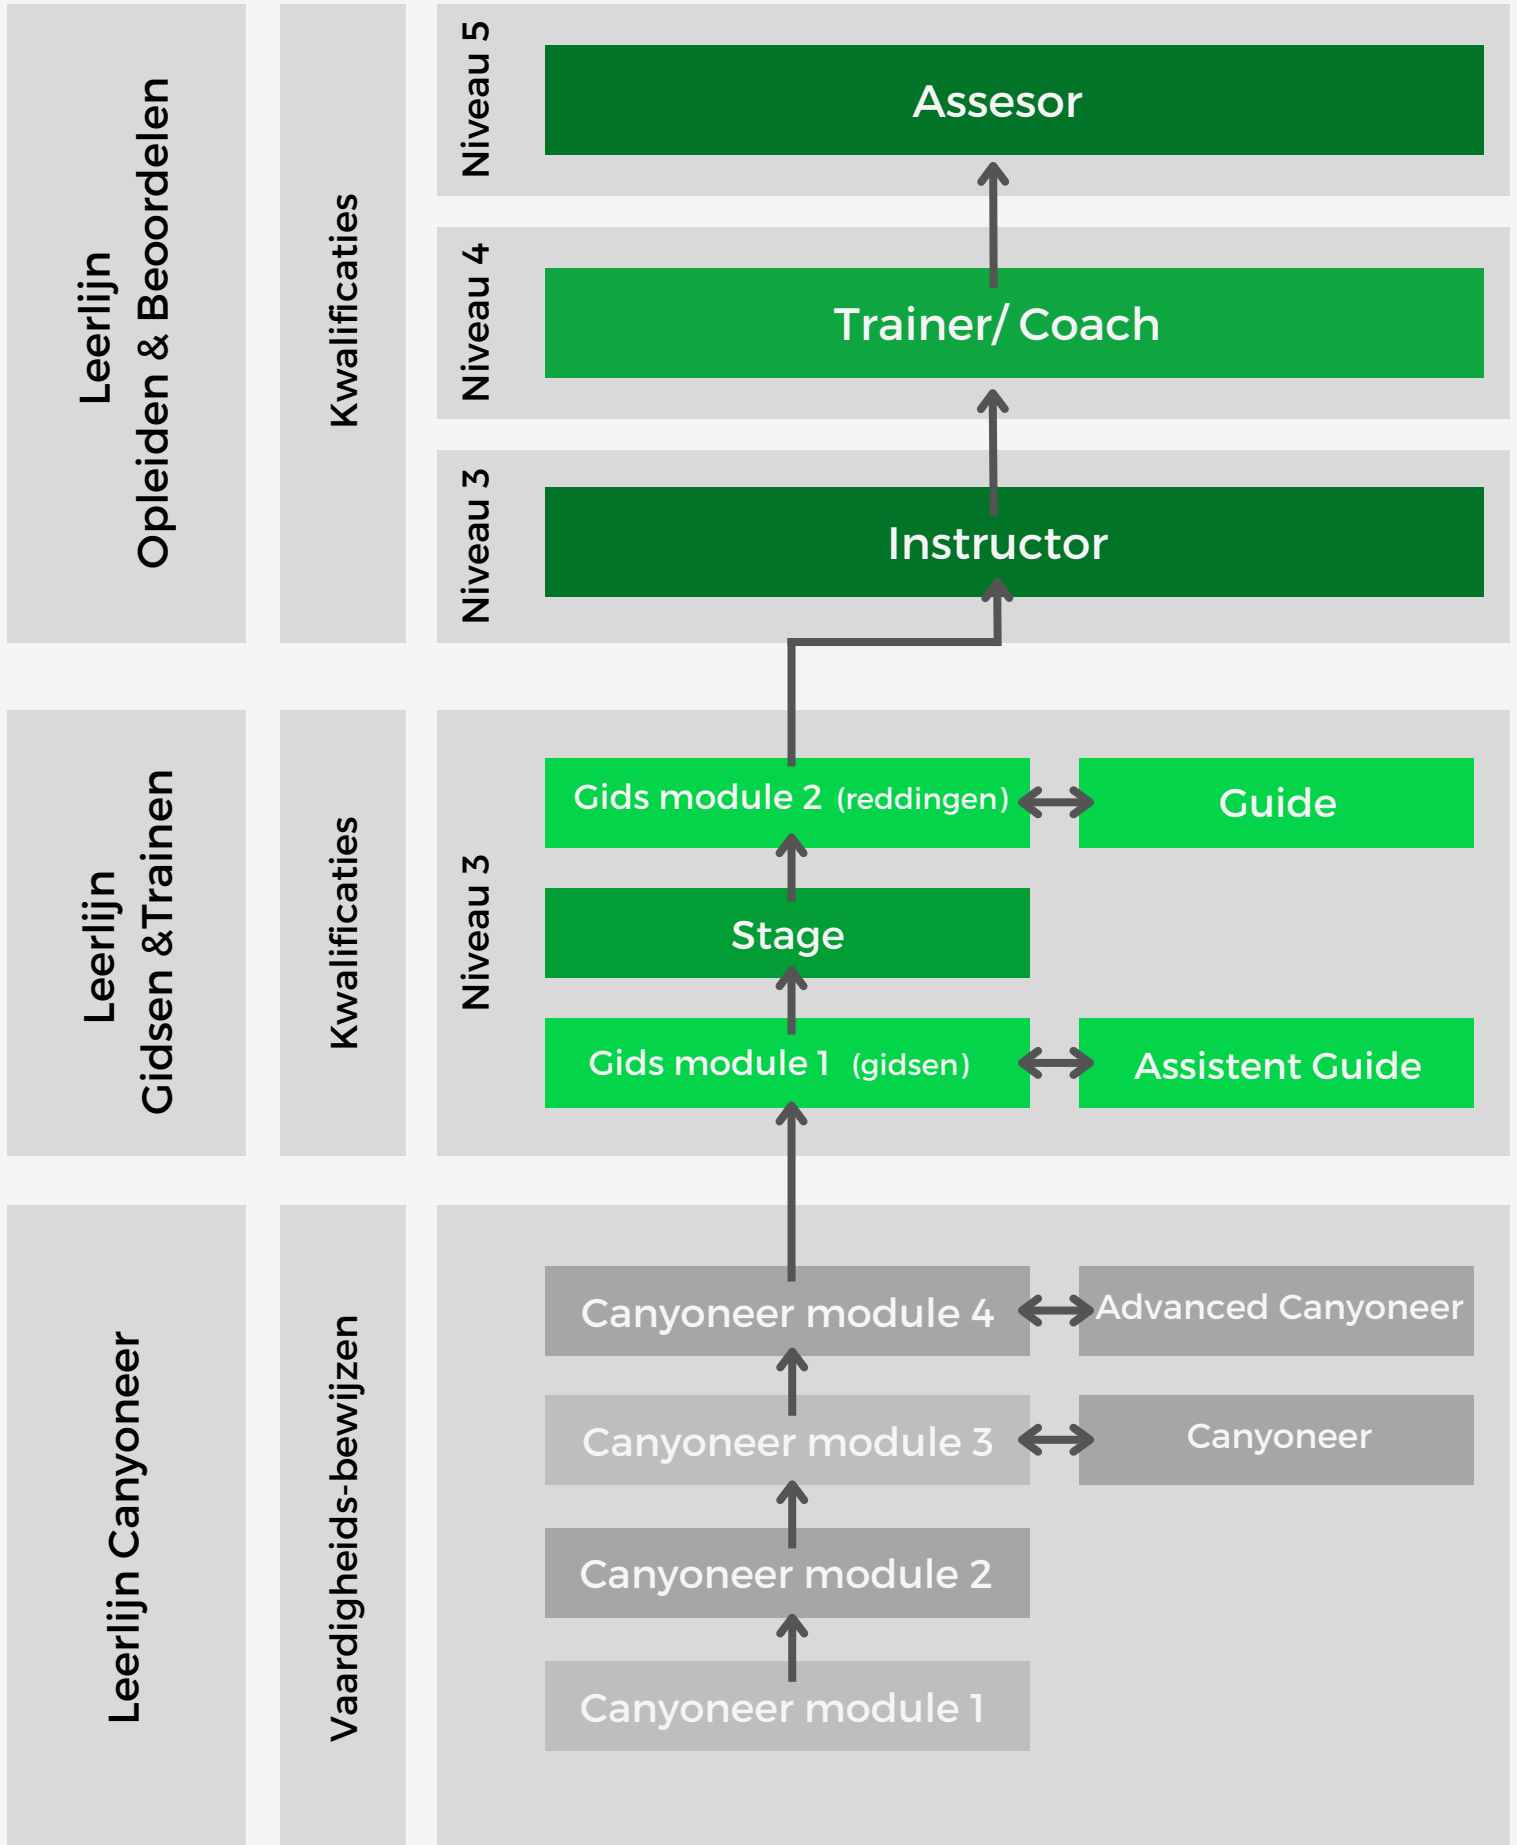 Leerlijn
Opleiden & Beoordelen
Kwalificaties
Niveau 5
Assesor
Niveau 4
Trainer/ Coach
Niveau 3
Instructor
Leerlijn
Gidsen &Trainen
Kwalificaties
Niveau 3
Gids module 2 (reddingen)
Guide
Stage
Gids module 1 (gidsen)
Assistent Guide
Leerlijn Canyoneer
Vaardigheids-bewijzen
Canyoneer module 4
Advanced Canyoneer
Canyoneer module 3
Canyoneer
Canyoneer module 2
Canyoneer module 1